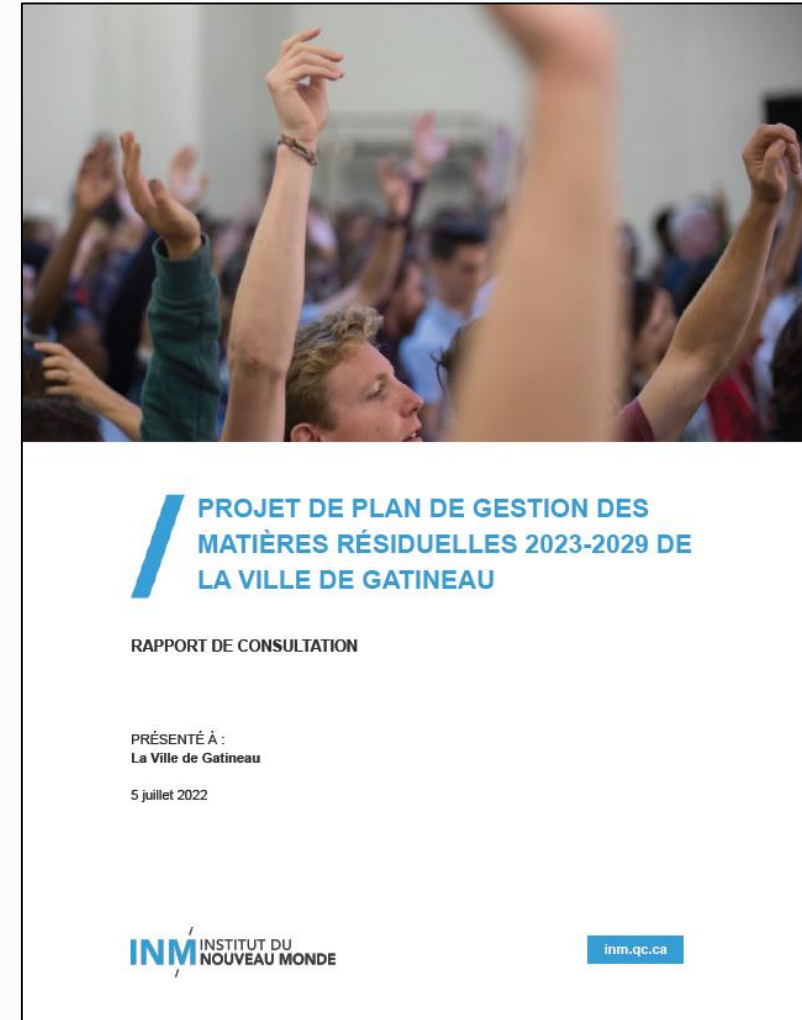 PROJET DE PLAN DE GESTION DES
MATIÈRES RÉSIDUELLES 2023-2029 DE
LA VILLE DE GATINEAU
RAPPORT DE CONSULTATION
PRÉSENTÉ À :
La Ville de Gatineau
5 juillet 2022
INM INSTITUT DU
NOUVEAU MONDE
inm.qc.ca